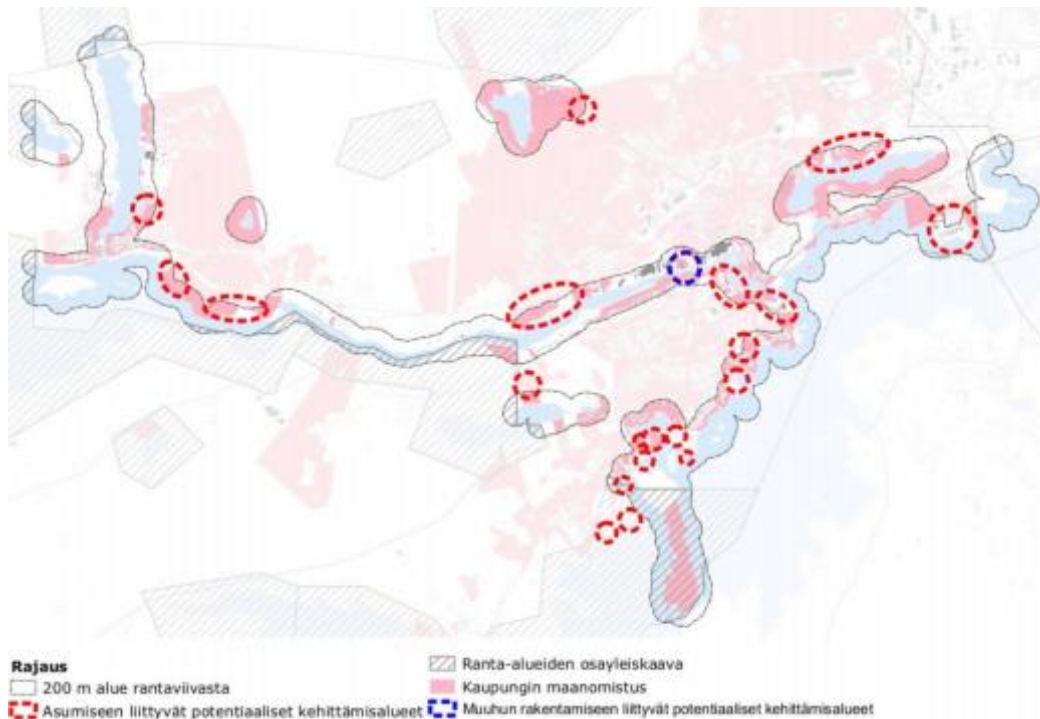 Rajaus
200 m alue rantaviivasta
Asumiseen liittyvät potentiaaliset kehittämisalueet
Ranta-alueiden osayleiskaava
Kaupungin maanomistus
Muuhun rakentamiseen liittyvät potentiaaliset kehittämisalueet